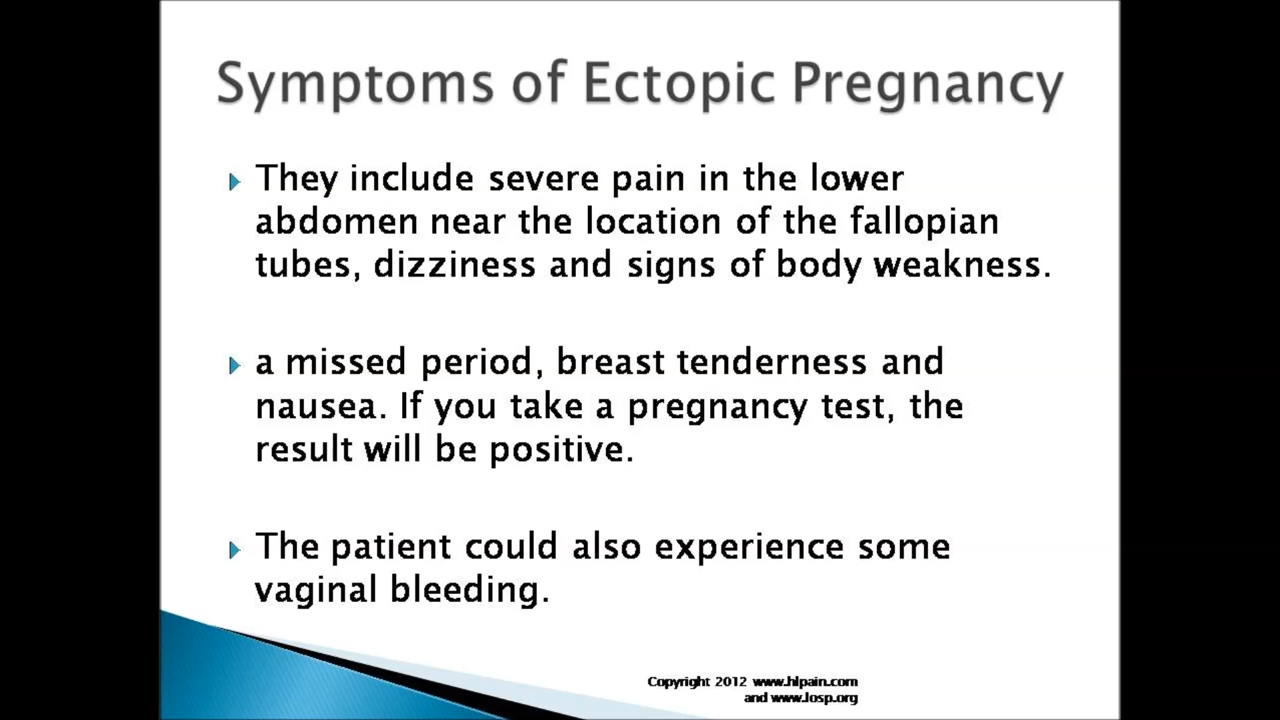 Symptoms of Ectopic Pregnancy
They include severe pain in the lower
abdomen near the location of the fallopian
tubes, dizziness and signs of body weakness.
a missed period, breast tenderness and
nausea. If you take a pregnancy test, the
result will be positive.
The patient could also experience some
vaginal bleeding.
Copyright 2012 www.hlpain.com
and www.losp.org